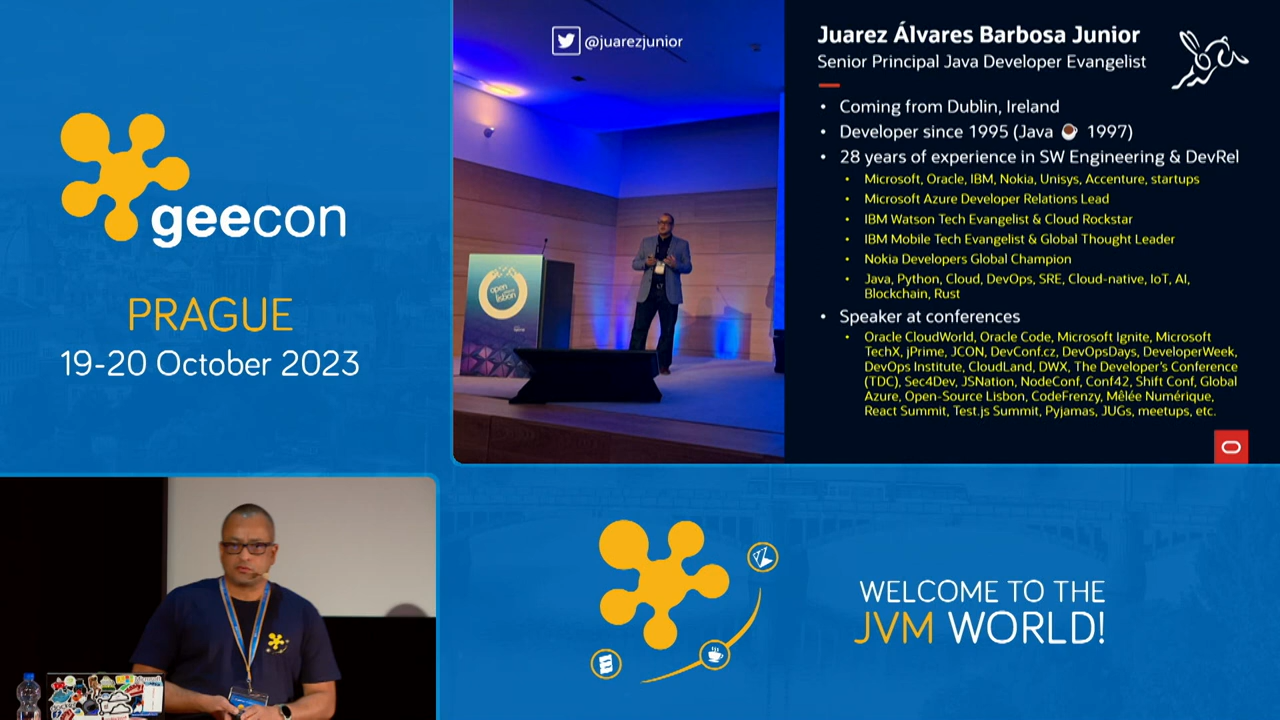 geecon
PRAGUE
19-20 October 2023
@juarezjunior
open
lisbon
Juarez Álvares Barbosa Junior
Senior Principal Java Developer Evangelist
• Coming from Dublin, Ireland
• Developer since 1995 (Java ☕ 1997)
• 28 years of experience in SW Engineering & DevRel
• Microsoft, Oracle, IBM, Nokia, Unisys, Accenture, startups
• Microsoft Azure Developer Relations Lead
• IBM Watson Tech Evangelist & Cloud Rockstar
• IBM Mobile Tech Evangelist & Global Thought Leader
• Nokia Developers Global Champion
• Java, Python, Cloud, DevOps, SRE, Cloud-native, IoT, AI,
Blockchain, Rust
• Speaker at conferences
• Oracle CloudWorld, Oracle Code, Microsoft Ignite, Microsoft
TechX, jPrime, JCON, DevConf.cz, DevOpsDays, DeveloperWeek,
DevOps Institute, CloudLand, DWX, The Developer's Conference
(TDC), Sec4Dev, JSNation, NodeConf, Conf42, Shift Conf, Global
Azure, Open-Source Lisbon, CodeFrenzy, Mêlée Numérique,
React Summit, Test.js Summit, Pyjamas, JUGs, meetups, etc.
WELCOME TO THE
JVM WORLD!